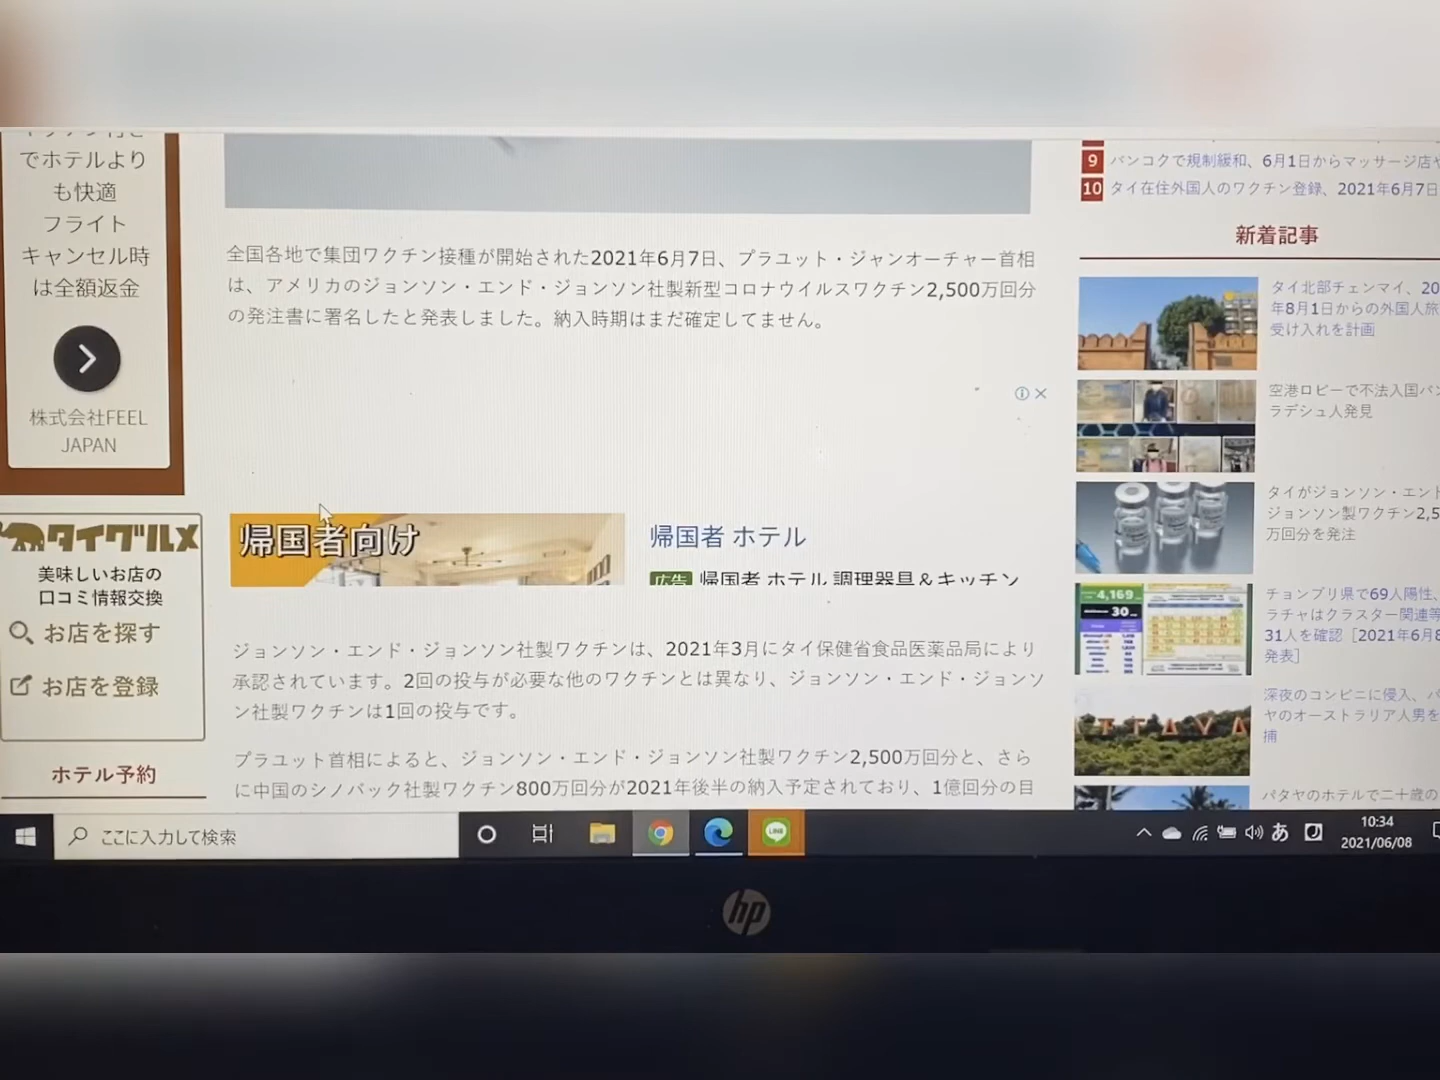 でホテルより
も快適
フライト
キャンセル時
は全額返金
株式会社FEEL
JAPAN
タイグルメ
美味しいお店の
口コミ情報交換
お店を探す
お店を登録
ホテル予約
全国各地で集団ワクチン接種が開始された2021年6月7日、プラユット・ジャンオーチャー首相
は、アメリカのジョンソン・エンド・ジョンソン社製新型コロナウイルスワクチン2,500万回分
の発注書に署名したと発表しました。納入時期はまだ確定してません。
帰国者向け
帰国者 ホテル
広告 帰国者 ホテル 調理器具&キッチン
ジョンソン・エンド・ジョンソン社製ワクチンは、2021年3月にタイ保健省食品医薬品局により
承認されています。2回の投与が必要な他のワクチンとは異なり、ジョンソン・エンド・ジョンソ
ン社製ワクチンは1回の投与です。
プラユット首相によると、ジョンソン・エンド・ジョンソン社製ワクチン2,500万回分と、さら
に中国のシノバック社製ワクチン800万回分が2021年後半の納入予定されており、1億回分の目
9 バンコクで規制緩和、6月1日からマッサージ店や
10 タイ在住外国人のワクチン登録、2021年6月7日
新着記事
タイ北部チェンマイ、20
年8月1日からの外国人旅
受け入れを計画
空港ロビーで不法入国バン
ラデシュ人発見
タイがジョンソン・エンド
ジョンソン製ワクチン2,5
万回分を発注
4,169
30
チョンブリ県で69人陽性、
ラチャはクラスター関連等
31人を確認［2021年6月8
発表］
深夜のコンビニに侵入、パ
ヤのオーストラリア人男を
捕
パタヤのホテルで二十歳の
ここに入力して検索
LINE
あ
10:34
2021/06/08
hp